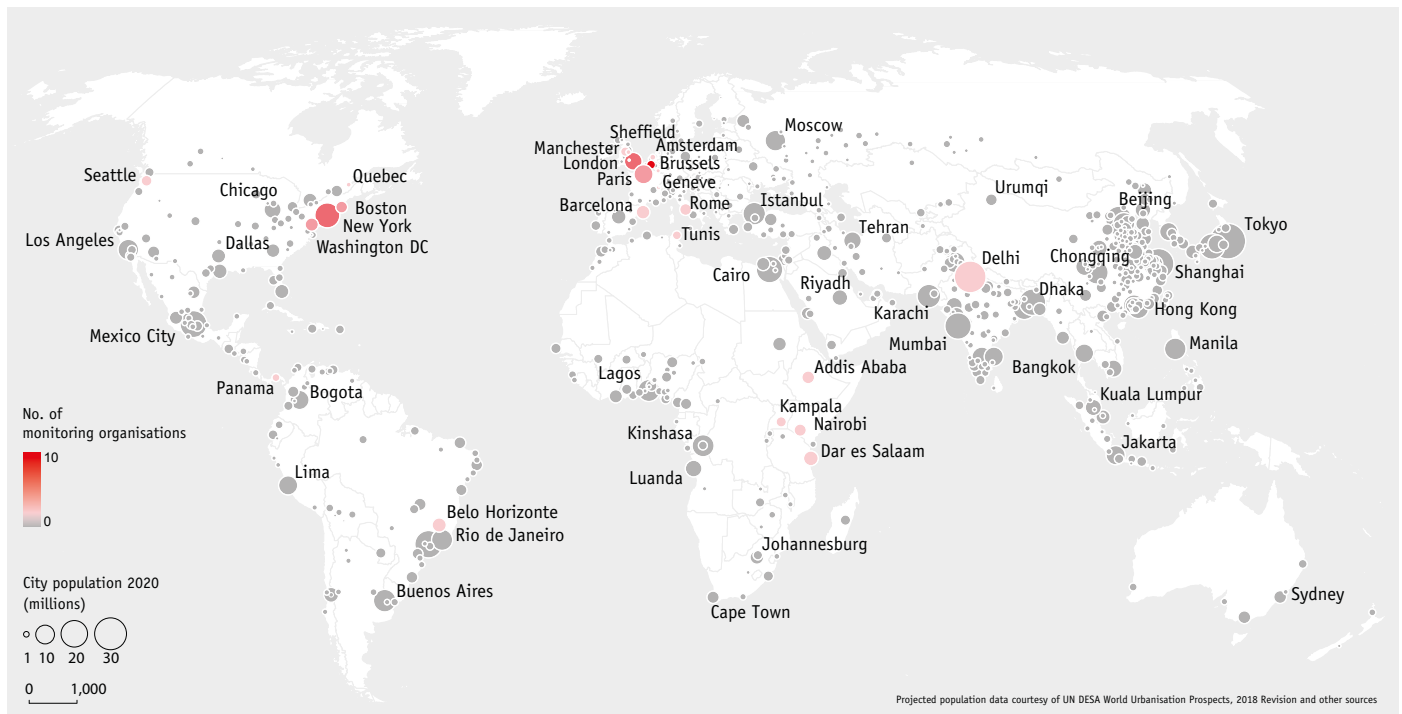 Moscow
Sheffield
Manchester
Amsterdam
London
Brussels
Paris
Geneve
Seattle
Quebec
Chicago
Urumqi
Boston
Barcelona
Rome
Istanbul
Beijing
New York
Tokyo
Los Angeles
Dallas
Washington DC
Tunis
Tehran
Delhi
Chongqing
Cairo
Shanghai
Riyadh
Dhaka
Karachi
Hong Kong
Mexico City
Mumbai
Manila
Lagos
Addis Ababa
Bangkok
Panama
Bogota
Kuala Lumpur
No. of
monitoring organisations
10
0
Kampala
Nairobi
Kinshasa
Jakarta
Dar es Salaam
Lima
Luanda
Belo Horizonte
Rio de Janeiro
Johannesburg
City population 2020
(millions)
1 10 20 30
Buenos Aires
Sydney
Cape Town
0 1,000
Projected population data courtesy of UN DESA World Urbanisation Prospects, 2018 Revision and other sources